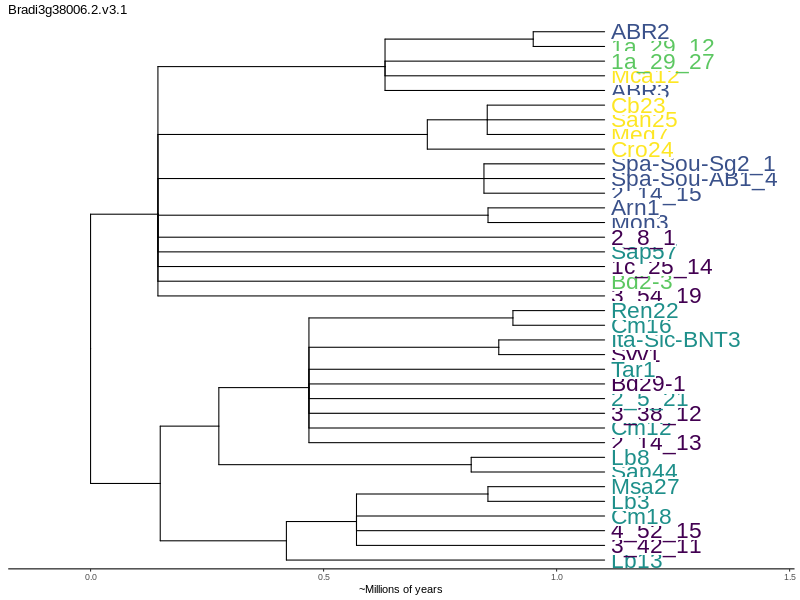 Bradi3g38006.2.v3.1
ABR2
1a_29_12
1a_29_27
Mca12
ABR3
Cb23
San25
Meg7
Cro24
Spa-Sou-Sg2_1
Spa-Sou-AB1_4
2_14_15
Arn1
Mon3
2_8_1
Sap57
1c_25_14
Bd2-3
3_54_19
Ren22
Cm16
Ita-Sic-BNT3
Svv1
Tar1
Bd29-1
2_5_21
3_38_12
Cm12
2_14_13
Lb8
Sap44
Msa27
Lb3
Cm18
4_52_15
3_42_11
Lb13
0.0 0.5 1.0 1.5
~Millions of years